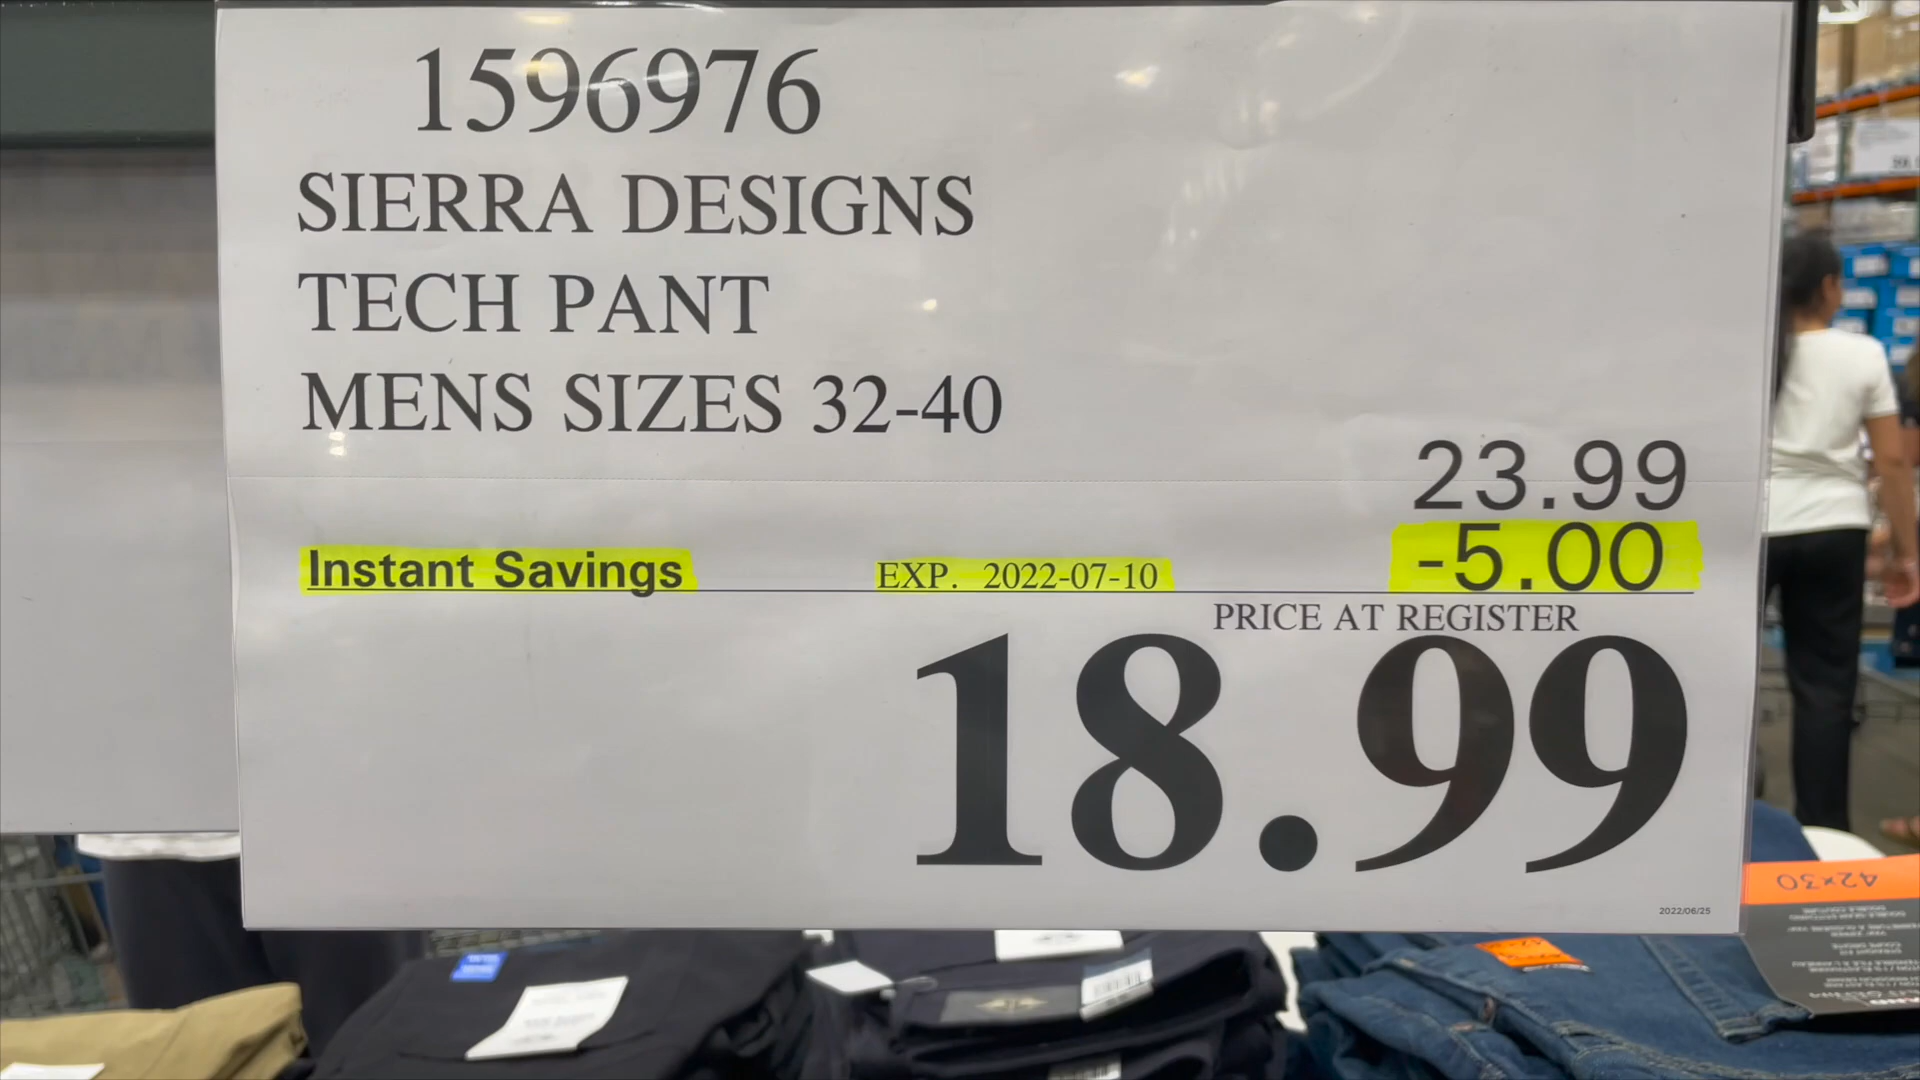 1596976
SIERRA DESIGNS
TECH PANT
MENS SIZES 32-40
23.99
Instant Savings EXP. 2022-07-10 -5.00
PRICE AT REGISTER
18.99
2022/06/25
42x30